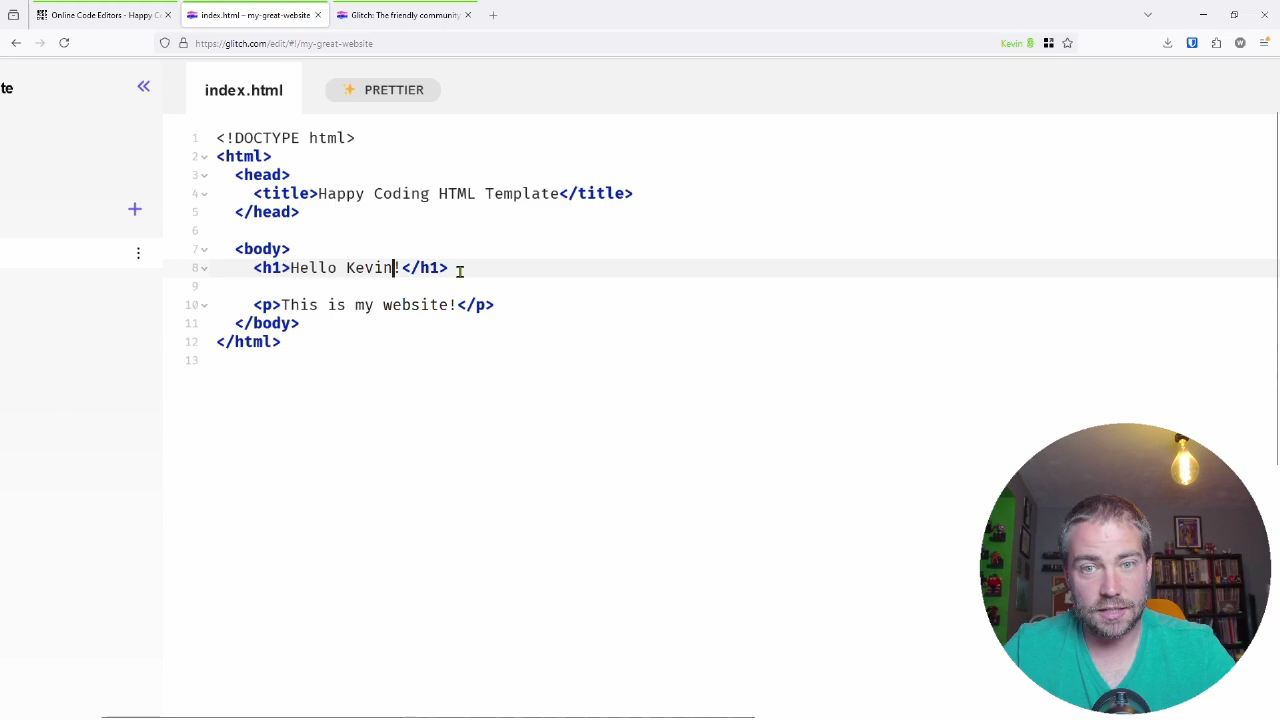 Online Code Editors - Happy C
index.html – my-great-website
Glitch: The friendly community
https://glitch.com/edit/#!/my-great-website
Kevin
W
te
index.html
PRETTIER
1 <!DOCTYPE html>
2 <html>
3 <head>
4 <title>Happy Coding HTML Template</title>
5 </head>
6
7 <body>
8 <h1>Hello Kevin!</h1>
9
10 <p>This is my website!</p>
11 </body>
12 </html>
13